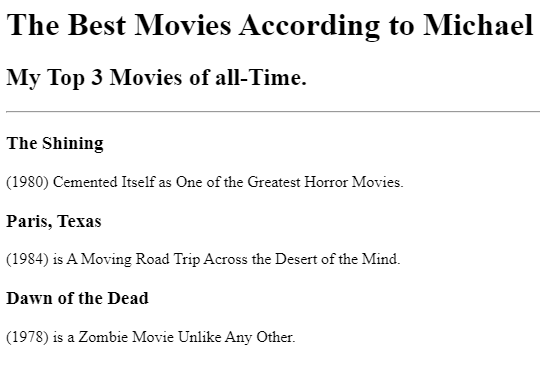 The Best Movies According to Michael
My Top 3 Movies of all-Time.
The Shining
(1980) Cemented Itself as One of the Greatest Horror Movies.
Paris, Texas
(1984) is A Moving Road Trip Across the Desert of the Mind.
Dawn of the Dead
(1978) is a Zombie Movie Unlike Any Other.